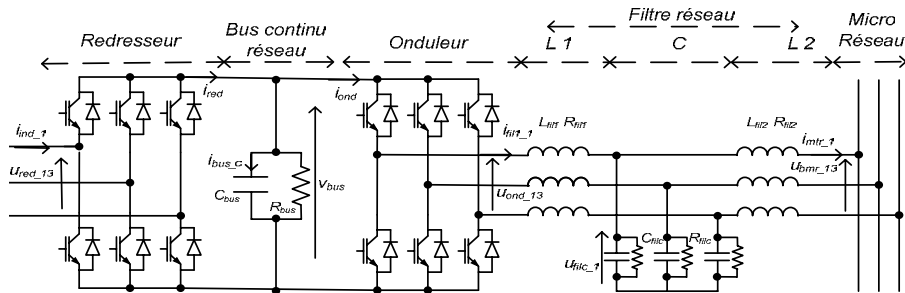 Filtre réseau
Redresseur
Bus continu
réseau
Onduleur
L 1
C
L 2
Micro
Réseau
i_red
i_ond
i_ind_1
u_red_13
i_bus_c
C_bus
R_bus
v_bus
i_fil1_1
L_fil1 R_fil1
u_ond_13
L_fil2 R_fil2
i_mtr_1
u_bmr_13
u_filc_1
C_filc
R_filc